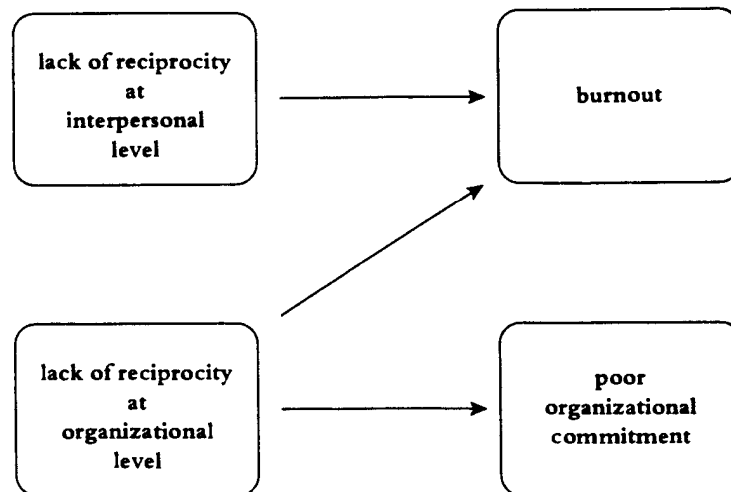 lack of reciprocity
at
interpersonal
level
burnout
lack of reciprocity
at
organizational
level
poor
organizational
commitment